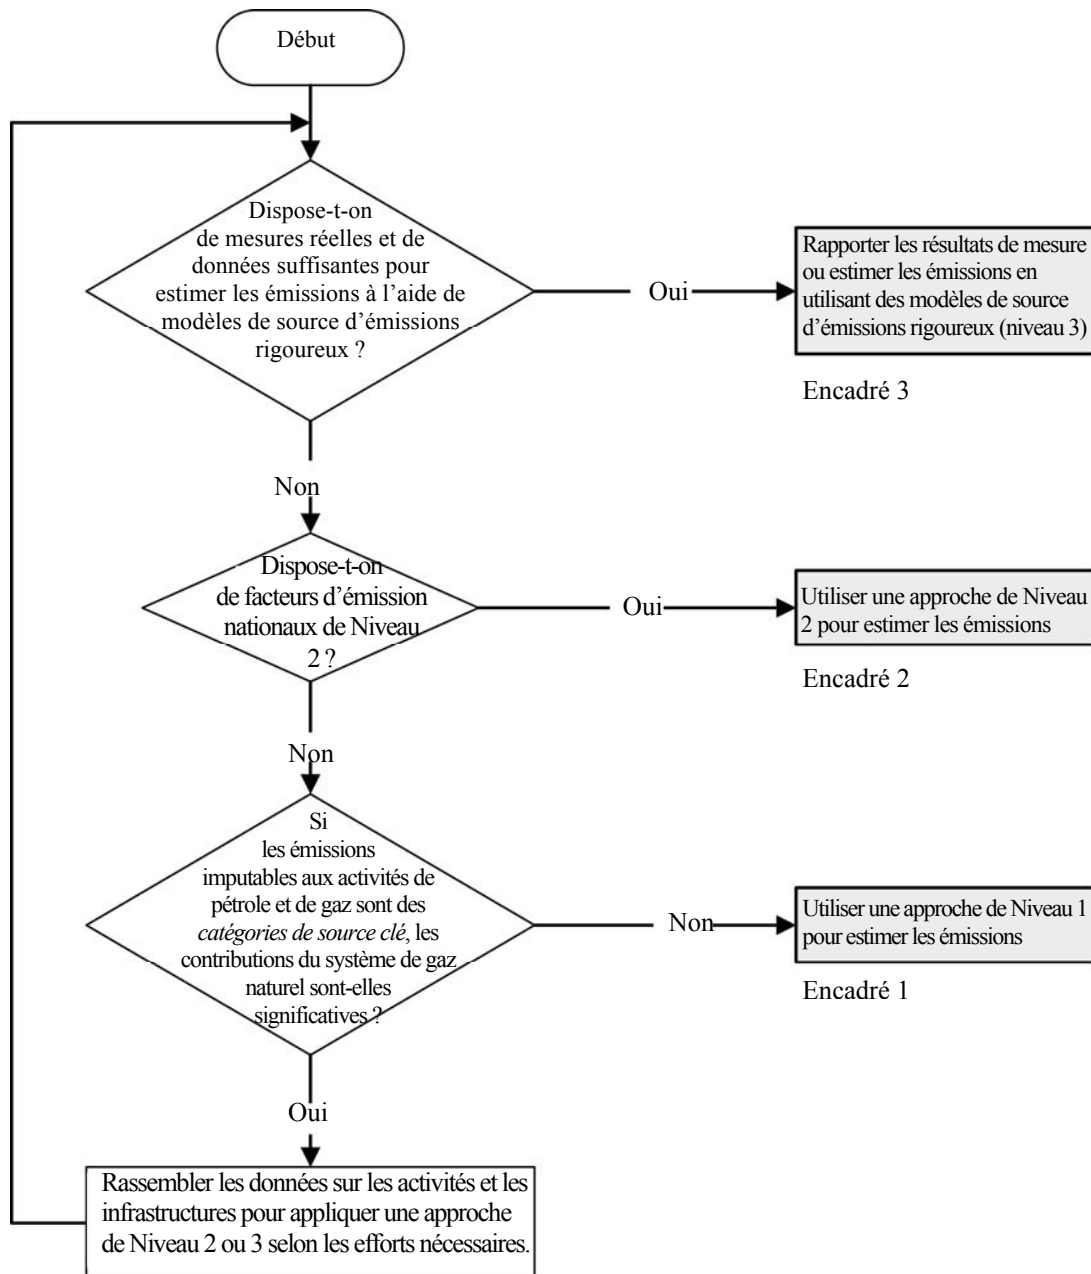 Début
Dispose-t-on
de mesures réelles et de
données suffisantes pour
estimer les émissions à l'aide de
modèles de source d'émissions
rigoureux ?
Oui
Rapporter les résultats de mesure
ou estimer les émissions en
utilisant des modèles de source
d'émissions rigoureux (niveau 3)
Encadré 3
Non
Dispose-t-on
de facteurs d'émission
nationaux de Niveau
2 ?
Oui
Utiliser une approche de Niveau
2 pour estimer les émissions
Encadré 2
Non
Si
les émissions
imputables aux activités de
pétrole et de gaz sont des
catégories de source clé, les
contributions du système de gaz
naturel sont-elles
significatives ?
Non
Utiliser une approche de Niveau 1
pour estimer les émissions
Encadré 1
Oui
Rassembler les données sur les activités et les
infrastructures pour appliquer une approche
de Niveau 2 ou 3 selon les efforts nécessaires.